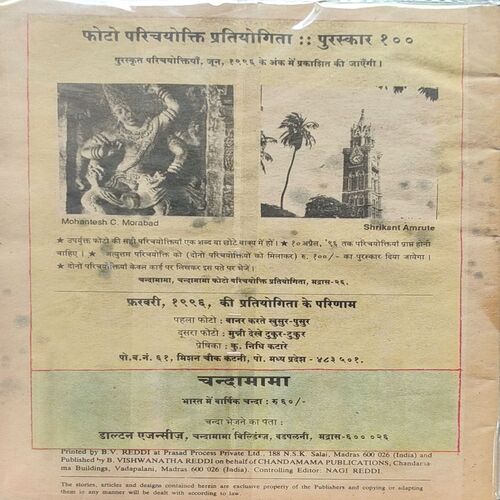 फोटो परिचयोक्ति प्रतियोगिता :: पुरस्कार १००
पुरस्कृत परिचयोक्तियाँ, जून, १९९६ के अंक में प्रकाशित की जाएँगी।
Mohantesh C. Morabad
Shrikant Amrute
★ उपर्युक्त फोटो की सही परिचयोक्तियाँ एक शब्द या छोटे वाक्य में हों। ★ १० अप्रैल, '९६ तक परिचयोक्तियाँ प्राप्त होनी
चाहिए। ★ अत्युत्तम परिचयोक्ति को (दोनों परिचयोक्तियों को मिलाकर) रु. १००/- का पुरस्कार दिया जायेगा।
★ दोनों परिचयोक्तियाँ केवल कार्ड पर लिखकर इस पते पर भेजें।
चन्दामामा, चन्दामामा फोटो परिचयोक्ति प्रतियोगिता, मद्रास-२६.
फ़रवरी, १९९६, की प्रतियोगिता के परिणाम
पहला फोटो : वानर करते खुसुर-पुसुर
दूसरा फोटो : मुन्नी देखे टुकुर-टुकुर
प्रेषिका : कु. निधि कटारे
पो.ब.नं. ६१, मिशन चौक कटनी, पो. मध्य प्रदेश - ४८३ ५०१.
चन्दामामा
भारत में वार्षिक चन्दा : रु ६०/-
चन्दा भेजने का पता :
डाल्टन एजन्सीज़, चन्दामामा बिल्डिंग्ज़, वडपलनी, मद्रास-६०० ०२६
Printed by B.V. REDDI at Prasad Process Private Ltd., 188 N.S.K. Salai, Madras 600 026 (India) and
Published by B. VISHWANATHA REDDI on behalf of CHANDAMAMA PUBLICATIONS, Chandama-
ma Buildings, Vadapalani, Madras 600 026 (India). Controlling Editor: NAGI REDDI.
The stories, articles and designs contained herein are exclusive property of the Publishers and copying or adapting
them in any manner will be dealt with according to law.